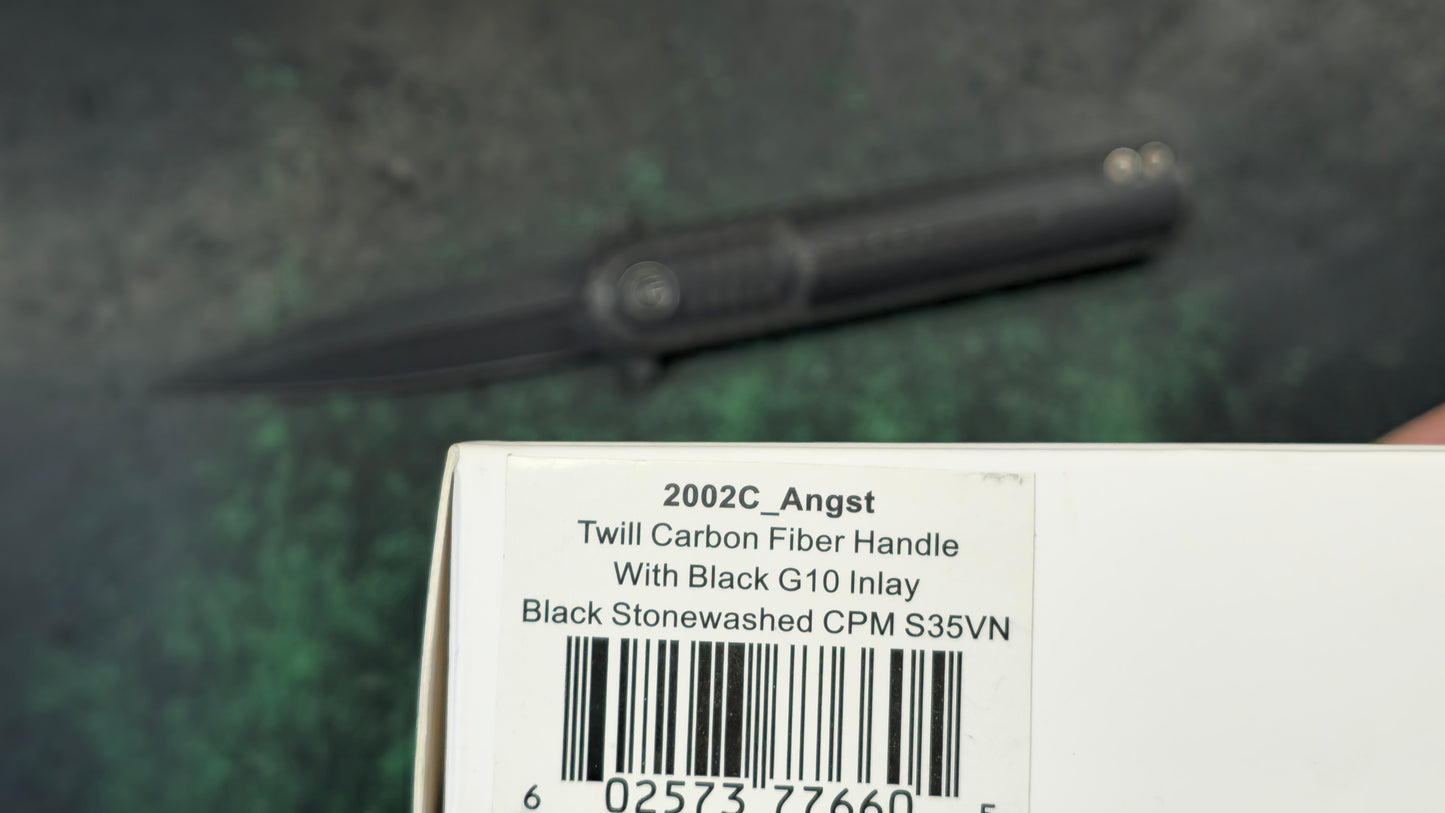 2002C_Angst
Twill Carbon Fiber Handle
With Black G10 Inlay
Black Stonewashed CPM S35VN
6 02573 77660 5